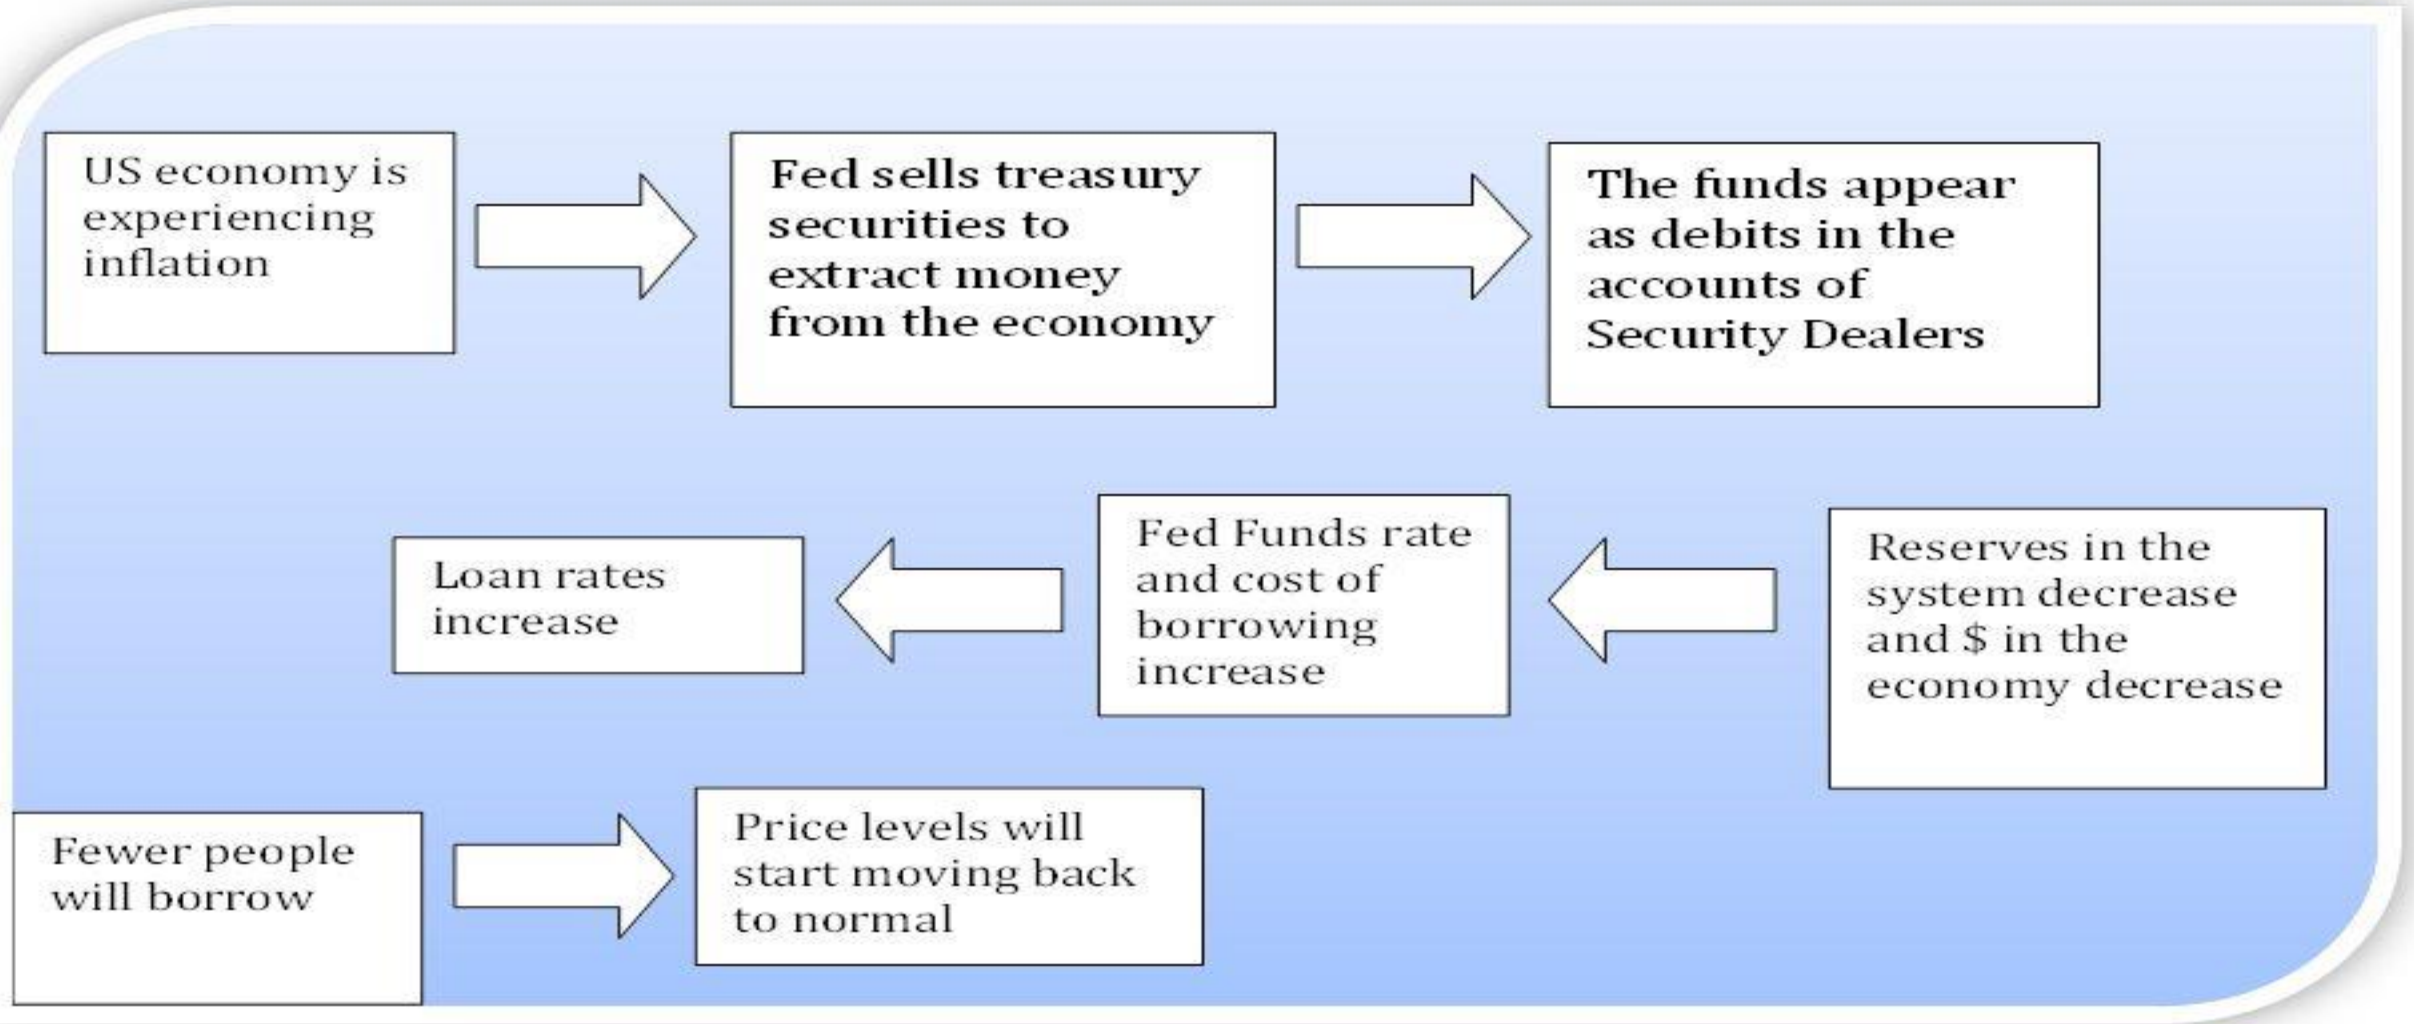 US economy is
experiencing
inflation
Fed sells treasury
securities to
extract money
from the economy
The funds appear
as debits in the
accounts of
Security Dealers
Reserves in the
system decrease
and $ in the
economy decrease
Fed Funds rate
and cost of
borrowing
increase
Loan rates
increase
Fewer people
will borrow
Price levels will
start moving back
to normal